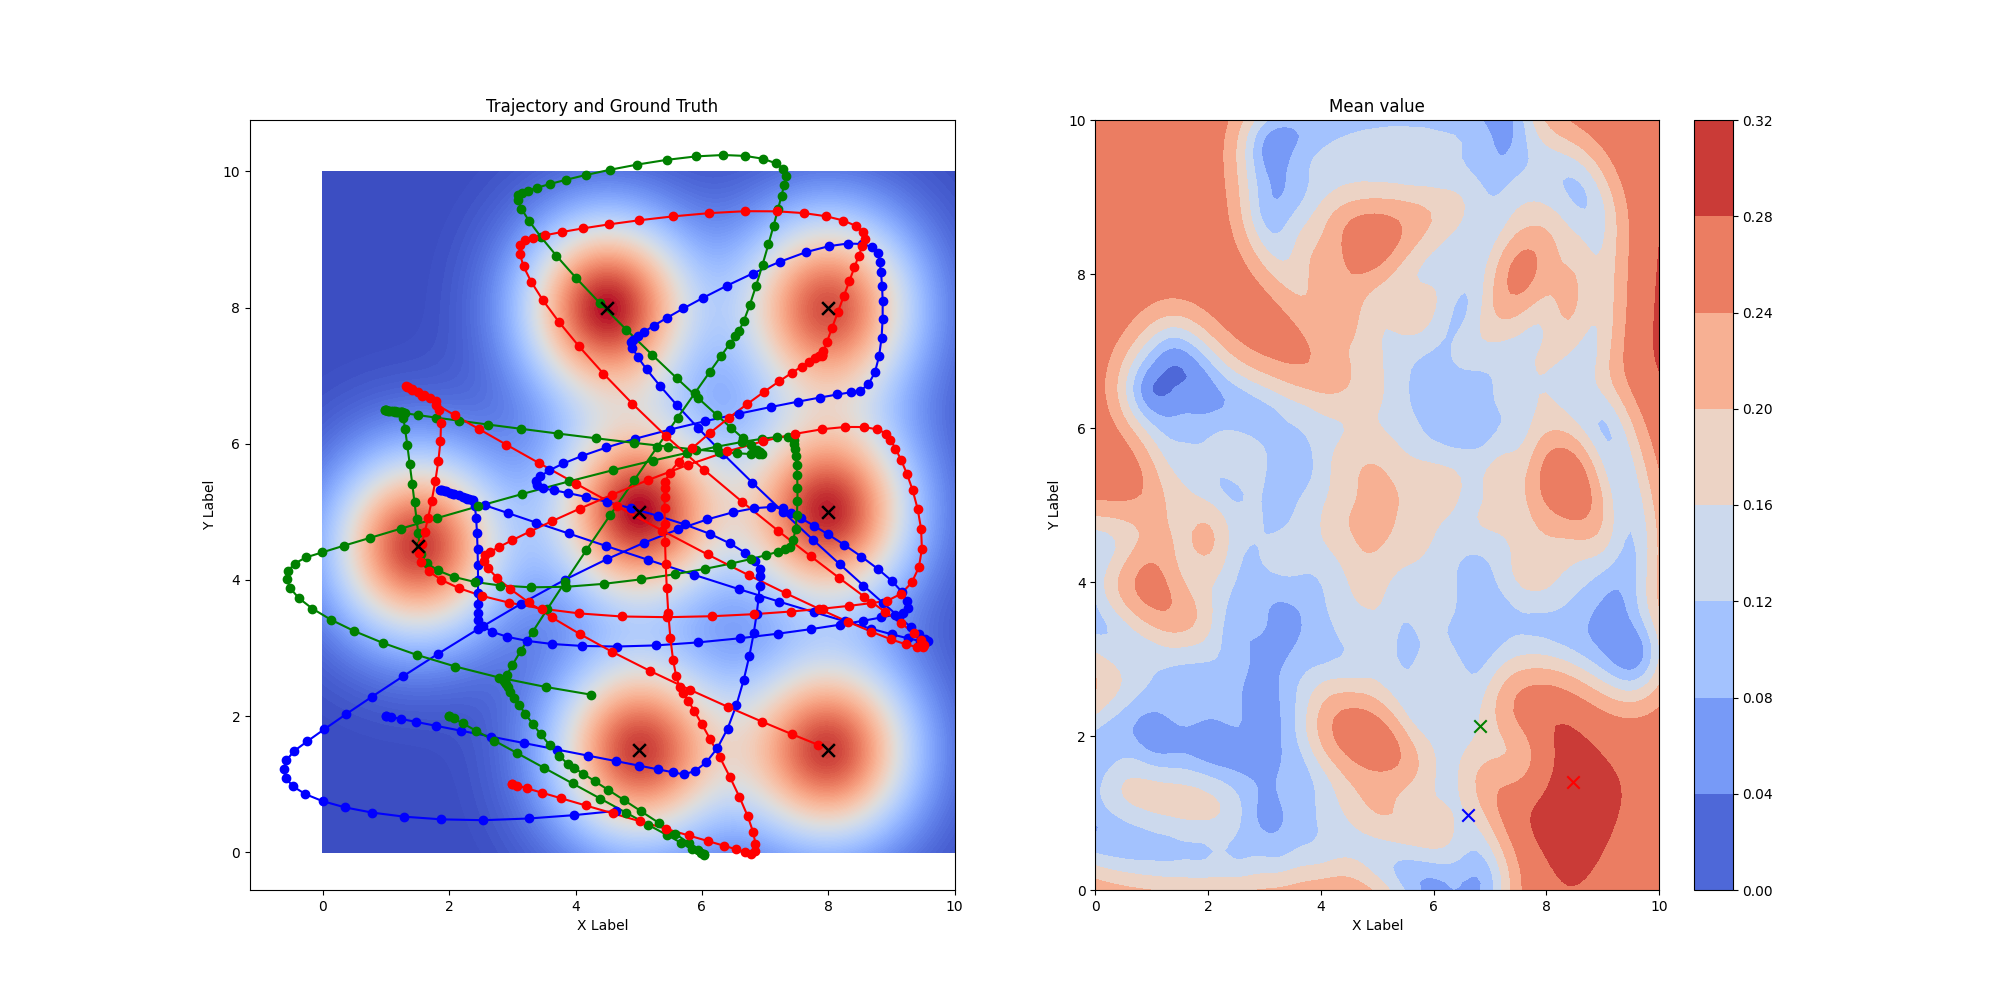 Trajectory and Ground Truth
Y Label
10
8
6
4
2
0
0 2 4 6 8 10
X Label
Mean value
Y Label
10
8
6
4
2
0
0 2 4 6 8 10
X Label
0.32
0.28
0.24
0.20
0.16
0.12
0.08
0.04
0.00